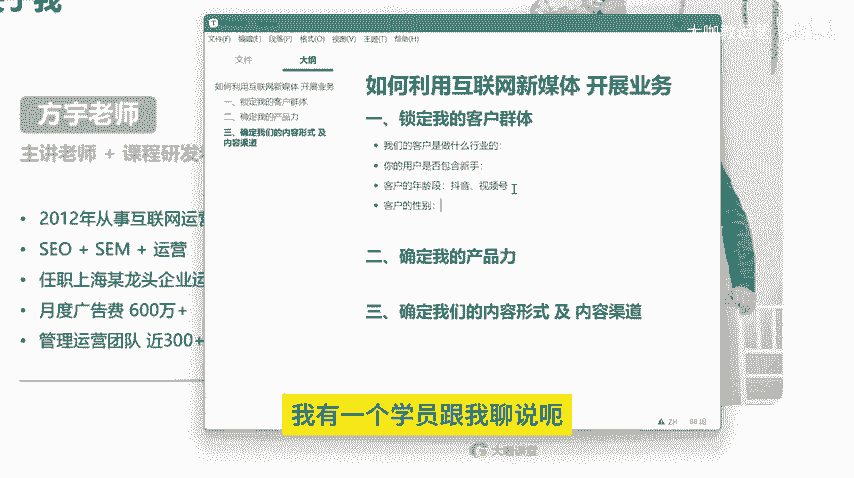 方宇老师
主讲老师 + 课程研发
2012年从事互联网运营
SEO + SEM + 运营
任职上海某龙头企业运
月度广告费 600万+
管理运营团队 近300+
文件(F) 编辑(E) 段落(P) 格式(O) 视图(V) 主题(T) 帮助(H)
文件 大纲
如何利用互联网新媒体 开展业务
一、锁定我的客户群体
二、确定我的产品力
三、确定我们的内容形式 及
内容渠道
如何利用互联网新媒体 开展业务
一、锁定我的客户群体
我们的客户是做什么行业的：
你的用户是否包含新手：
客户的年龄段：抖音、视频号
客户的性别：
二、确定我的产品力
三、确定我们的内容形式 及 内容渠道
ZH 88 词
我有一个学员跟我聊说呃